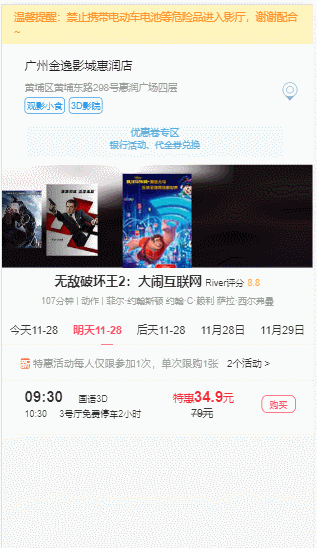 温馨提醒：禁止携带电动车电池等危险品进入影厅，谢谢配合
~
广州金逸影城惠润店
黄埔区黄埔东路298号惠润广场四层
观影小食 3D影院
优惠卷专区
银行活动、代金券兑换
无敌破坏王2：大闹互联网 River评分 8.8
107分钟 | 动作 | 菲尔·约翰斯顿 约翰·C·赖利 萨拉·西尔弗曼
今天11-28 明天11-28 后天11-28 11月28日 11月29日
特惠活动每人仅限参加1次，单次限购1张 2个活动 >
09:30 国语3D 特惠34.9元 购买
10:30 3号厅免费停车2小时 79元